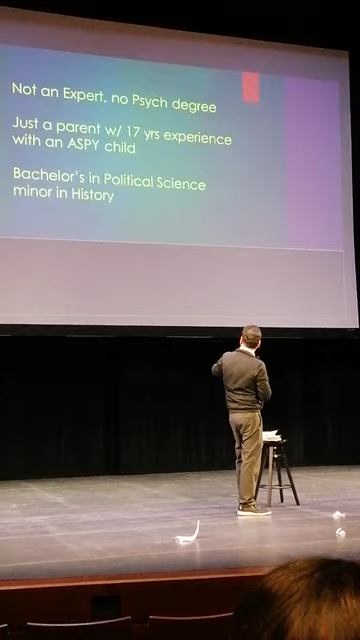 Not an Expert, no Psych degree
Just a parent w/ 17 yrs experience
with an ASPY child
Bachelor's in Political Science
minor in History